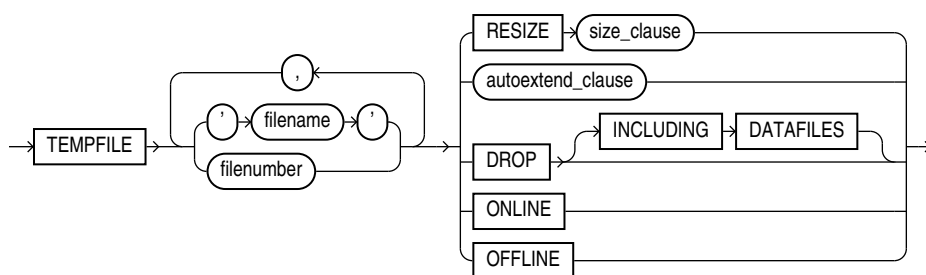 RESIZE size_clause
,
autoextend_clause
' filename ' INCLUDING DATAFILES
TEMPFILE
filenumber DROP
ONLINE
OFFLINE